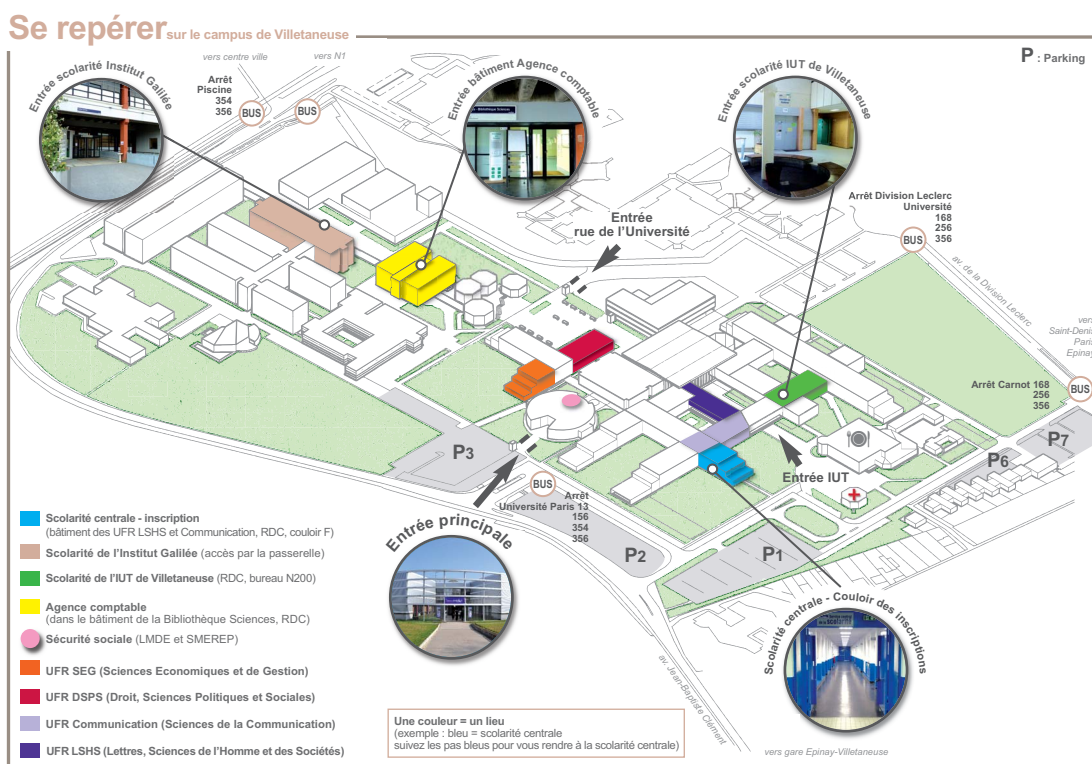 Se repérer sur le campus de Villetaneuse
P : Parking
vers centre ville
vers N1
Entrée scolarité Institut Galilée
Arrêt
Piscine
354
356
BUS
BUS
Entrée bâtiment Agence comptable
Entrée scolarité IUT de Villetaneuse
Entrée
rue de l'Université
Arrêt Division Leclerc
Université
168
256
356
BUS
av. de la Division Leclerc
vers
Saint-Denis
Paris
Epinay
Arrêt Carnot 168
256
356
BUS
P7
P6
P3
Entrée IUT
BUS
Arrêt
Université Paris 13
156
354
356
P2
P1
Entrée principale
Scolarité centrale - Couloir des inscriptions
av. Jean-Baptiste Clément
vers gare Epinay-Villetaneuse
Scolarité centrale - inscription
(bâtiment des UFR LSHS et Communication, RDC, couloir F)
Scolarité de l'Institut Galilée (accès par la passerelle)
Scolarité de l'IUT de Villetaneuse (RDC, bureau N200)
Agence comptable
(dans le bâtiment de la Bibliothèque Sciences, RDC)
Sécurité sociale (LMDE et SMEREP)
UFR SEG (Sciences Economiques et de Gestion)
UFR DSPS (Droit, Sciences Politiques et Sociales)
UFR Communication (Sciences de la Communication)
UFR LSHS (Lettres, Sciences de l'Homme et des Sociétés)
Une couleur = un lieu
(exemple : bleu = scolarité centrale
suivez les pas bleus pour vous rendre à la scolarité centrale)